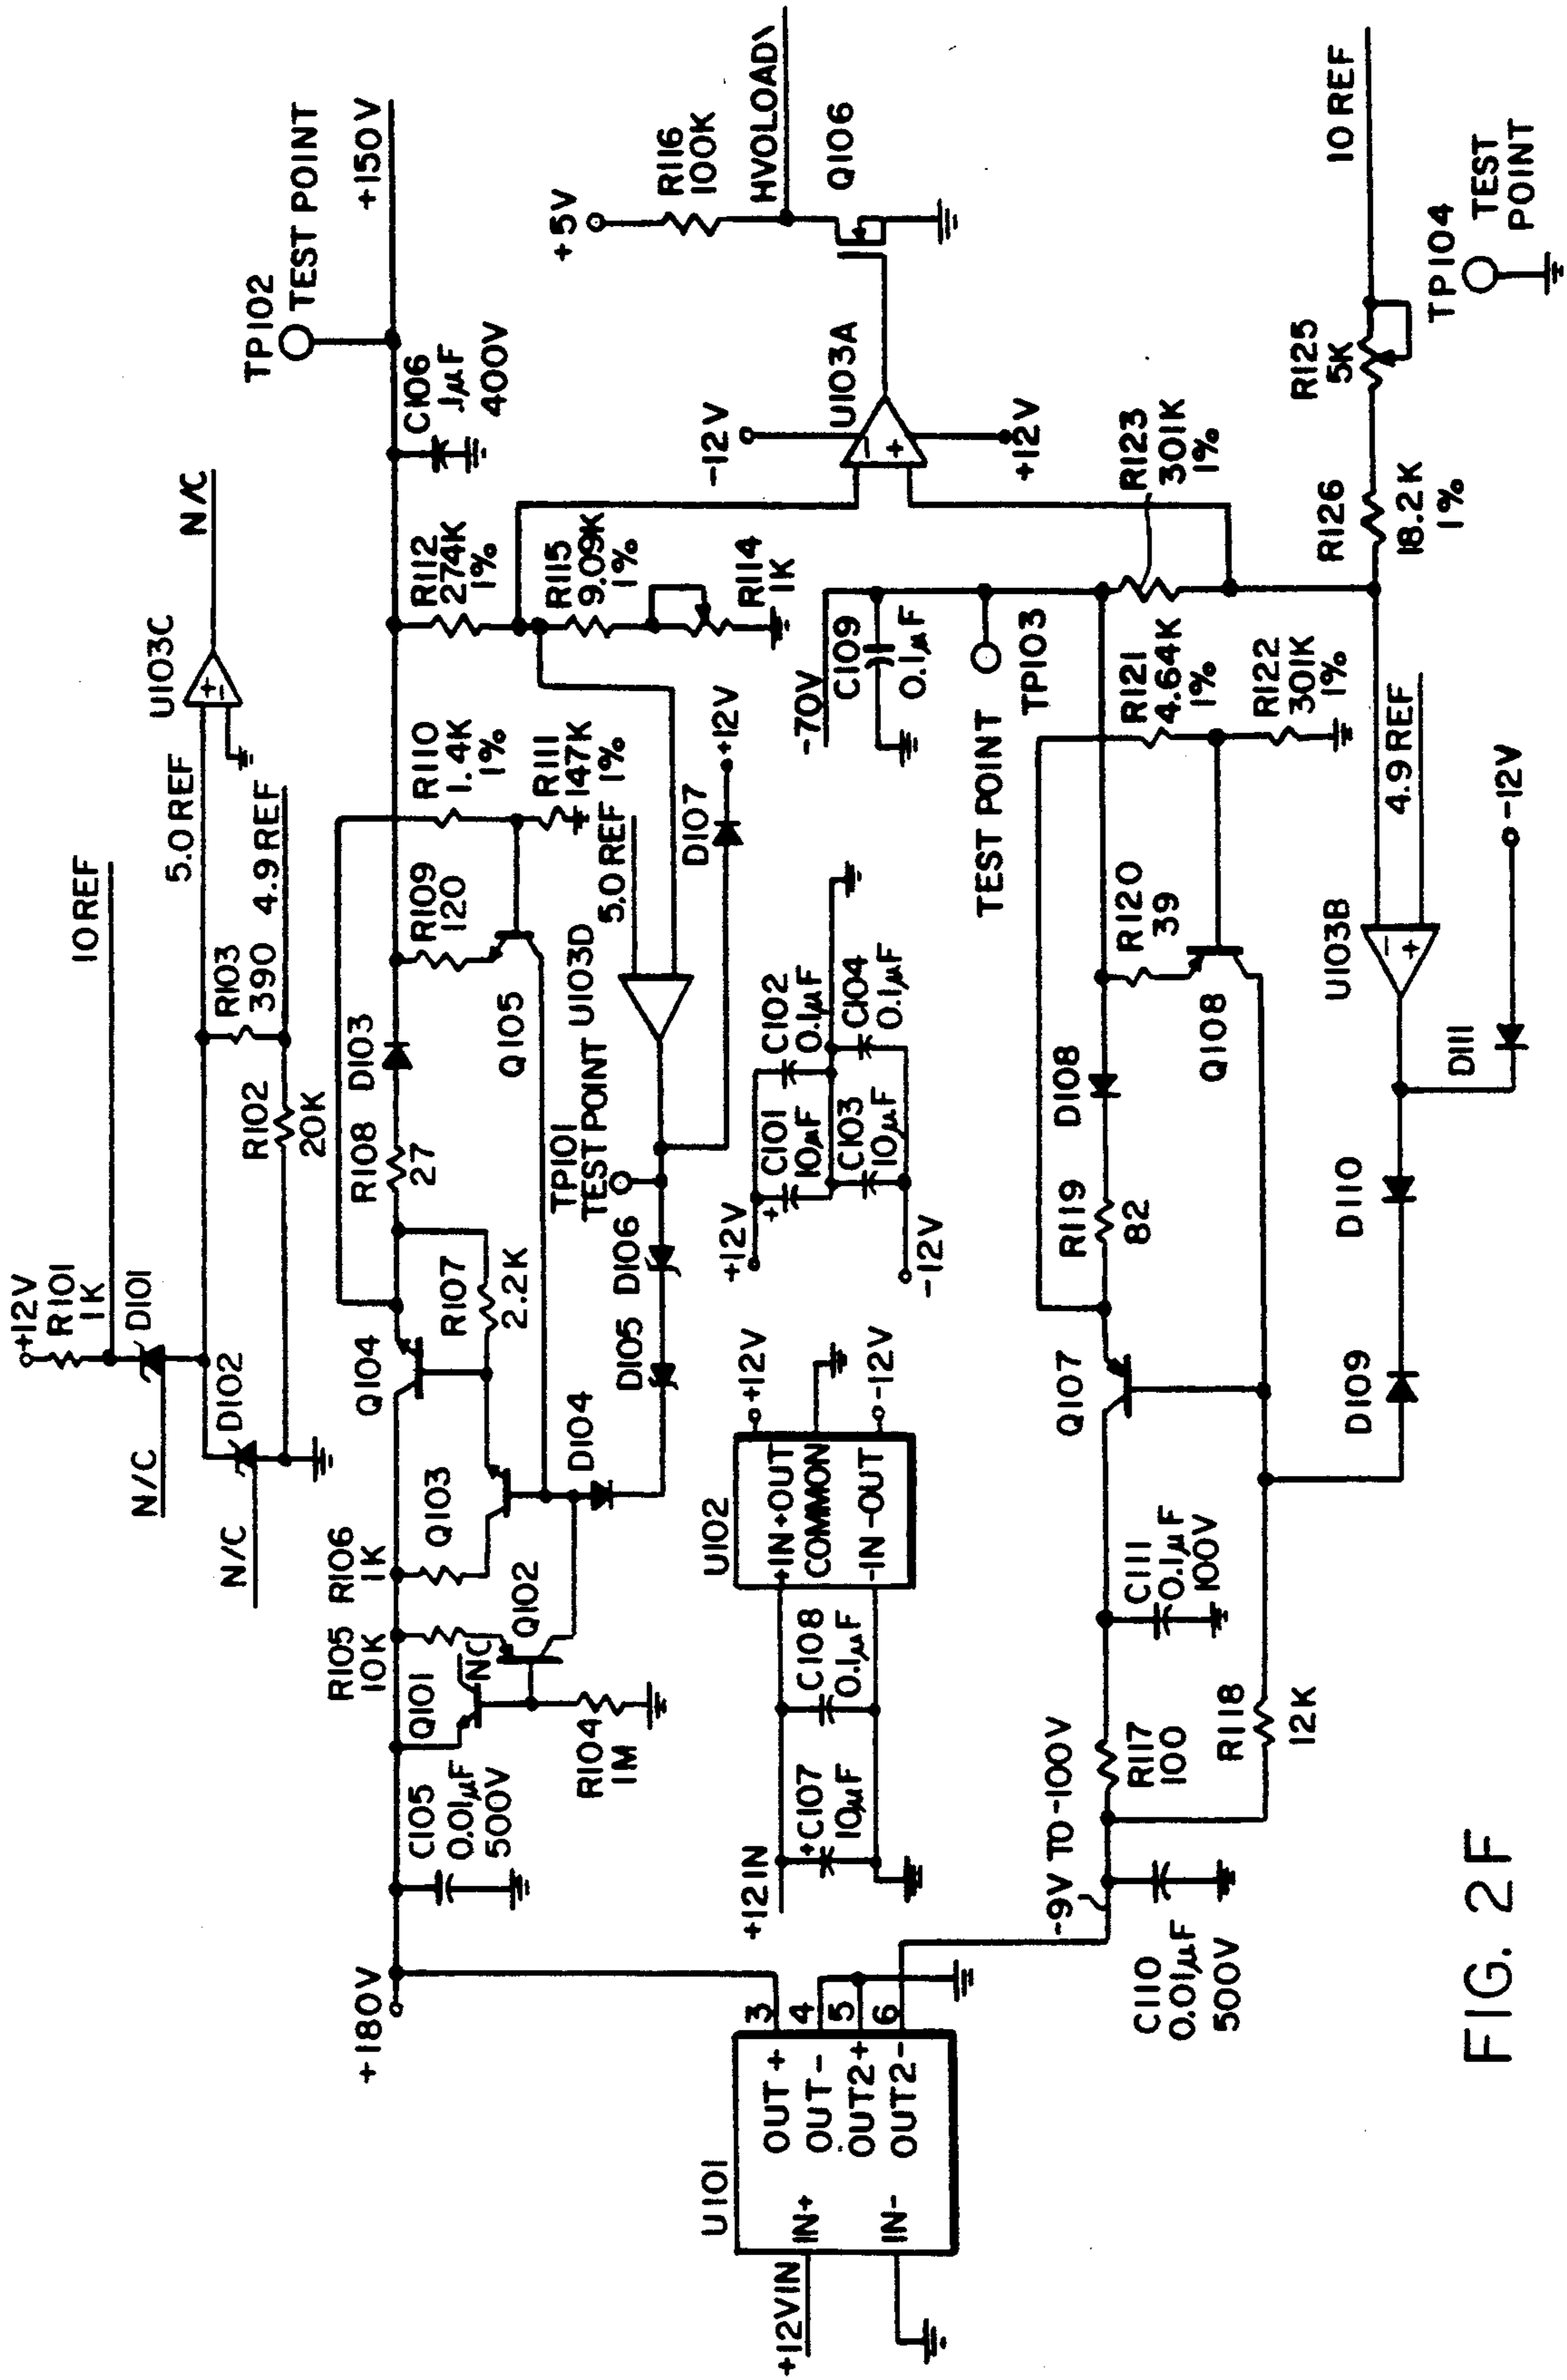 +12V
R101
1K
D101
10 REF
N/C
D102
N/C
5.0 REF
R103
390
4.9 REF
R102
20K
U103C
+
−
N/C
+180V
C105
0.01µF
500V
Q101
NC
R104
1M
R105
10K
Q102
R106
1K
Q103
D104
Q104
R107
2.2K
R108
27
D103
R109
120
Q105
R110
1.4K
1%
R111
147K
1%
R112
274K
1%
R115
9.09K
1%
R114
1K
C106
.1µF
400V
TP102
TEST POINT
+150V
D105
D106
TP101
TEST POINT
U103D
5.0 REF
D107
+12V
-12V
U103A
−
+
+12V
+5V
R116
100K
HVOLOAD\
Q106
U101
+12VIN
IN+
IN-
OUT+
OUT-
OUT2+
OUT2-
3
4
5
6
+12IN
+
C107
10µF
C108
0.1µF
U102
+IN+OUT
COMMON
-IN-OUT
+12V
-12V
+12V
-12V
+
C101
10µF
C102
0.1µF
C103
10µF
C104
0.1µF
-9V TO -100V
C110
0.01µF
500V
R117
100
R118
12K
C111
0.1µF
100V
Q107
R119
82
D108
R120
39
Q108
D109
D110
D111
-12V
U103B
−
+
4.9 REF
R121
4.64K
1%
R122
301K
1%
-70V
C109
0.1µF
TEST POINT
TP103
R123
301K
1%
R126
18.2K
1%
R125
5K
10 REF
TP104
TEST
POINT
FIG. 2F